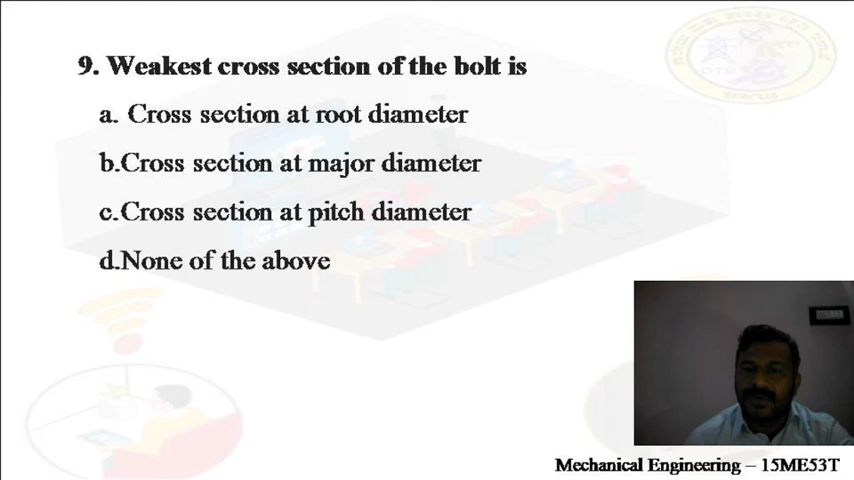 9. Weakest cross section of the bolt is
a. Cross section at root diameter
b.Cross section at major diameter
c.Cross section at pitch diameter
d.None of the above
Mechanical Engineering – 15ME53T